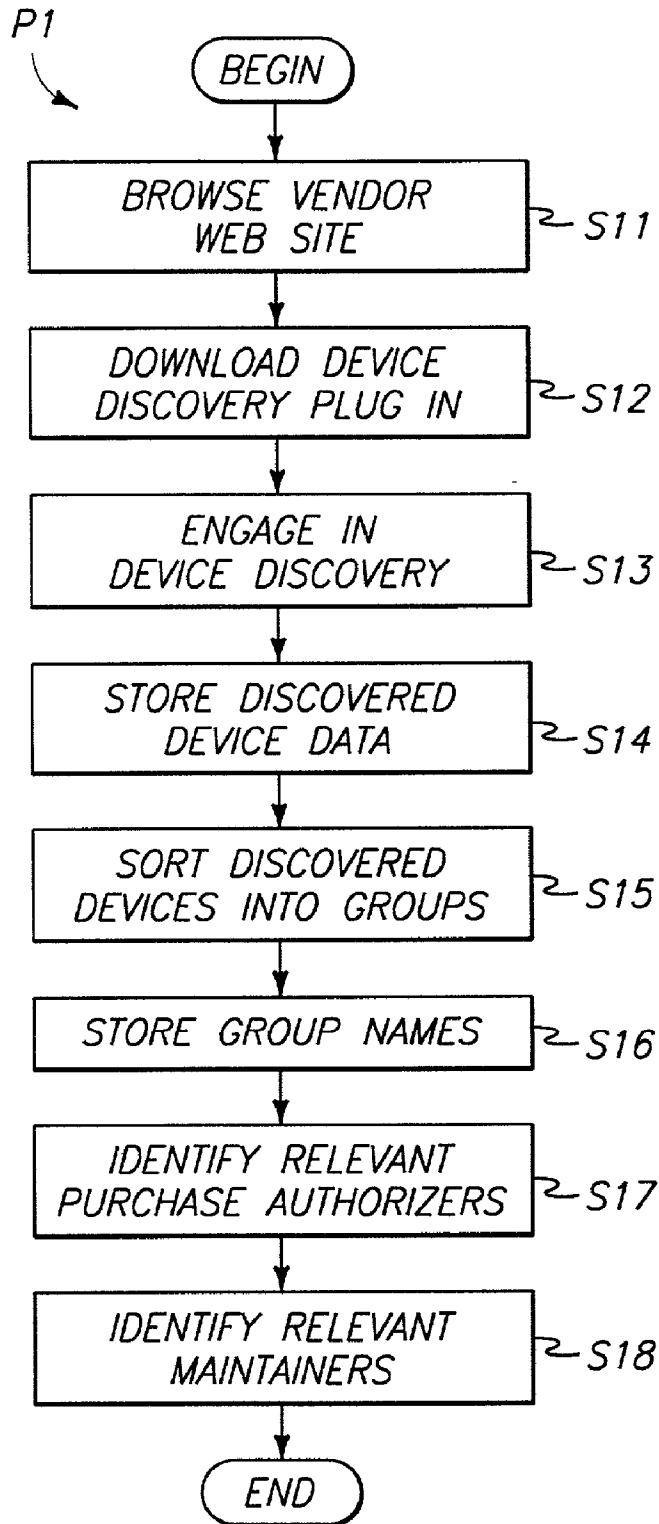 P1
BEGIN
BROWSE VENDOR
WEB SITE
S11
DOWNLOAD DEVICE
DISCOVERY PLUG IN
S12
ENGAGE IN
DEVICE DISCOVERY
S13
STORE DISCOVERED
DEVICE DATA
S14
SORT DISCOVERED
DEVICES INTO GROUPS
S15
STORE GROUP NAMES
S16
IDENTIFY RELEVANT
PURCHASE AUTHORIZERS
S17
IDENTIFY RELEVANT
MAINTAINERS
S18
END